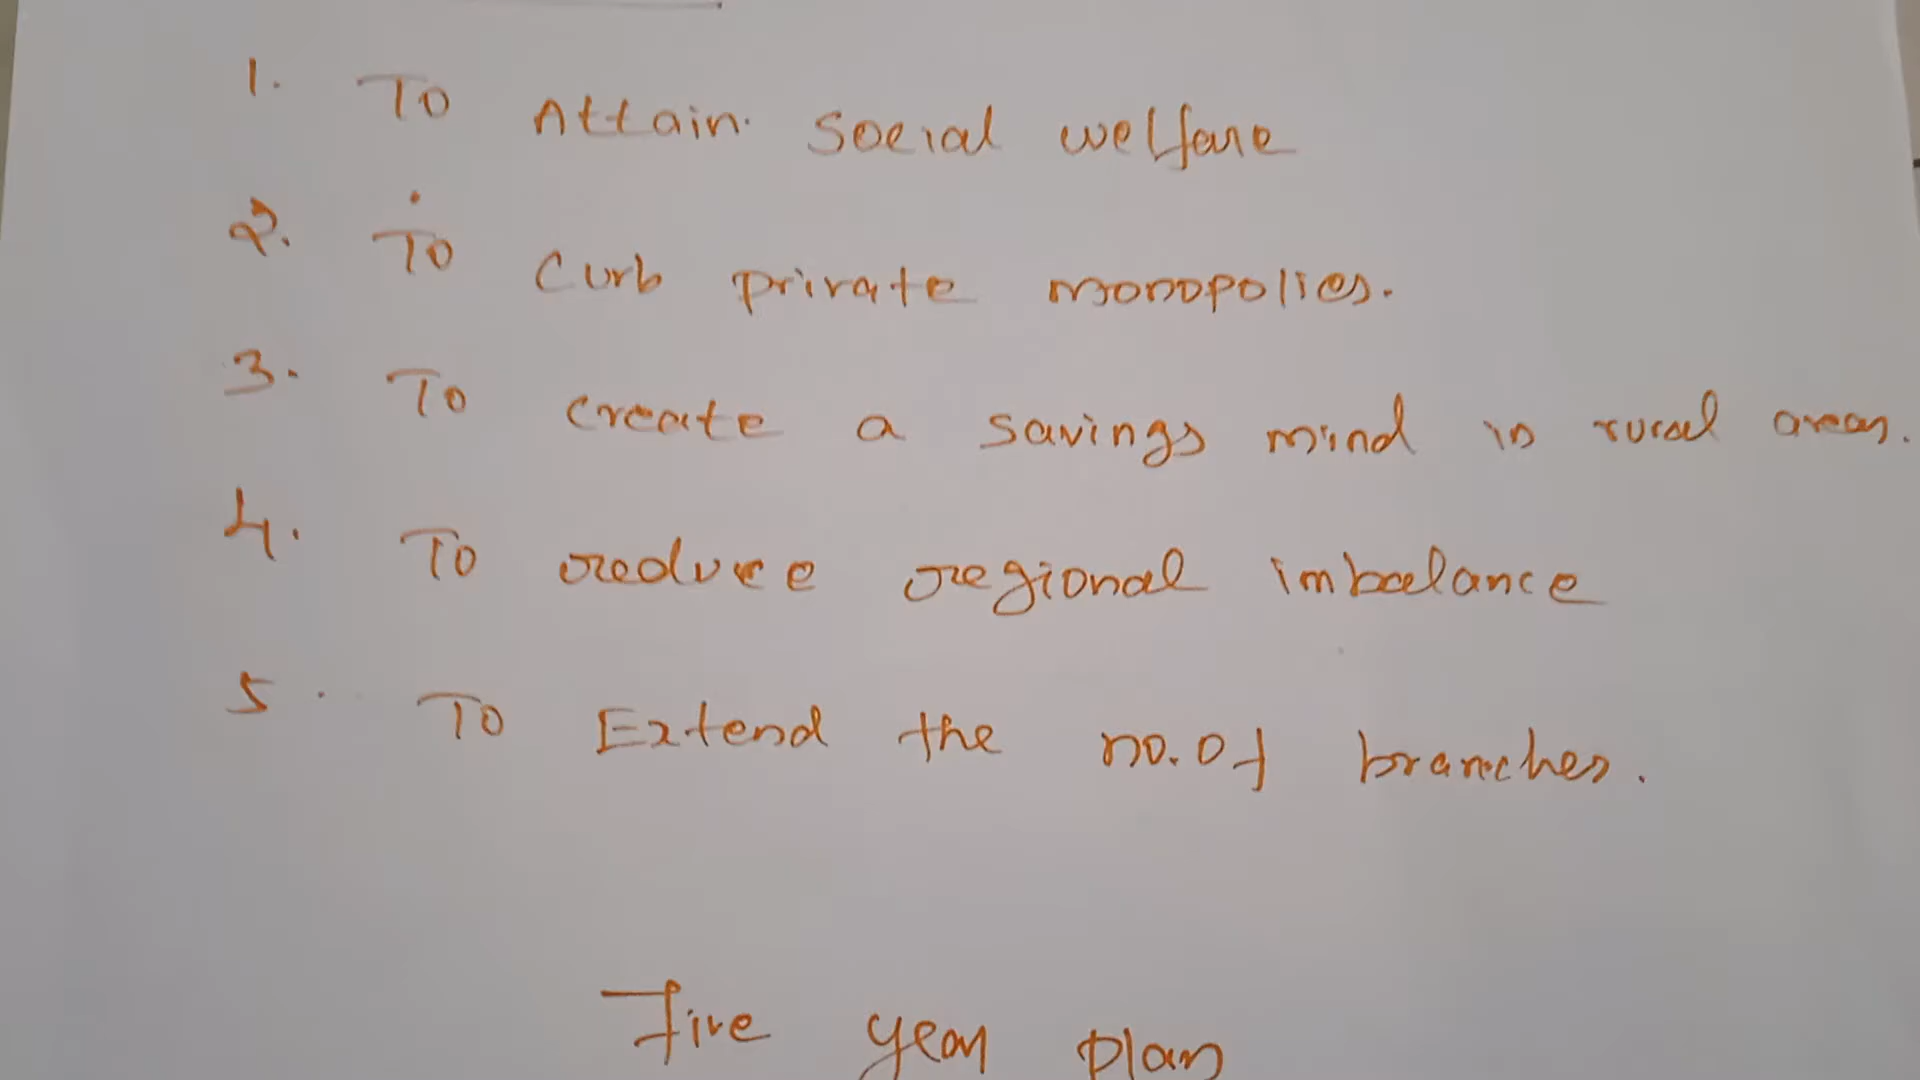 1. To Attain. Social welfare
2. To Curb private monopolies.
3. To create a savings mind in rural areas.
4. To reduce regional imbalance
5. To Extend the no. of branches.
Five year plan